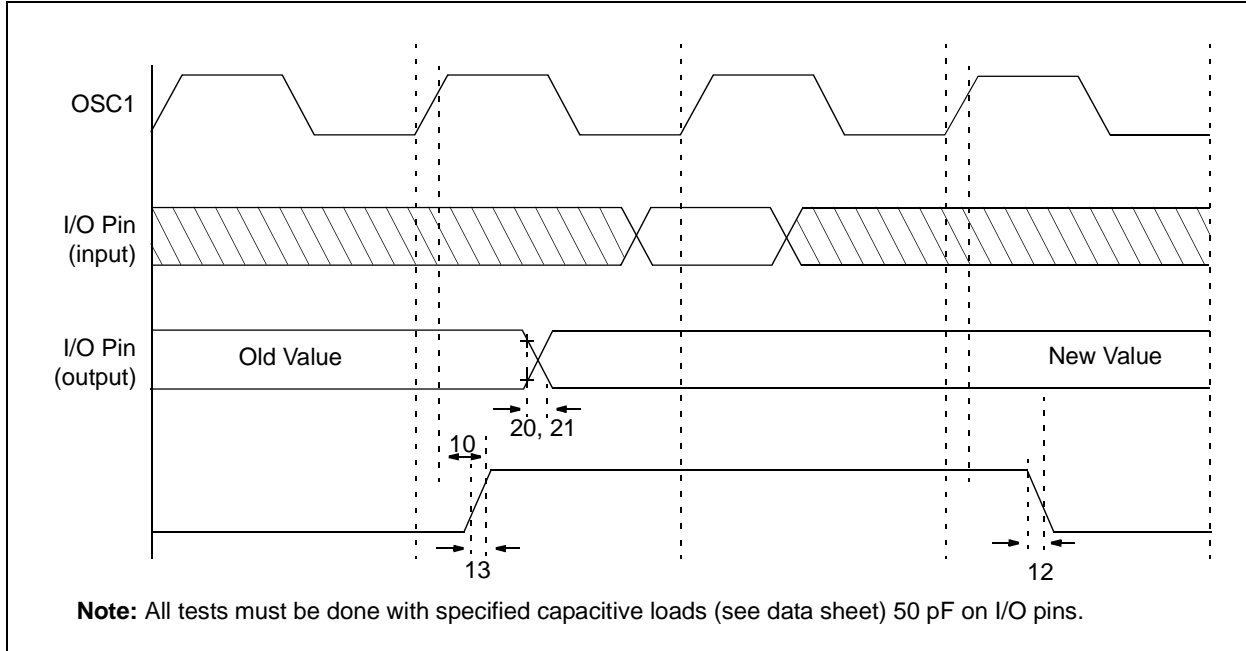 OSC1
I/O Pin
(input)
I/O Pin
(output)
Old Value
New Value
20, 21
10
13
12
Note: All tests must be done with specified capacitive loads (see data sheet) 50 pF on I/O pins.